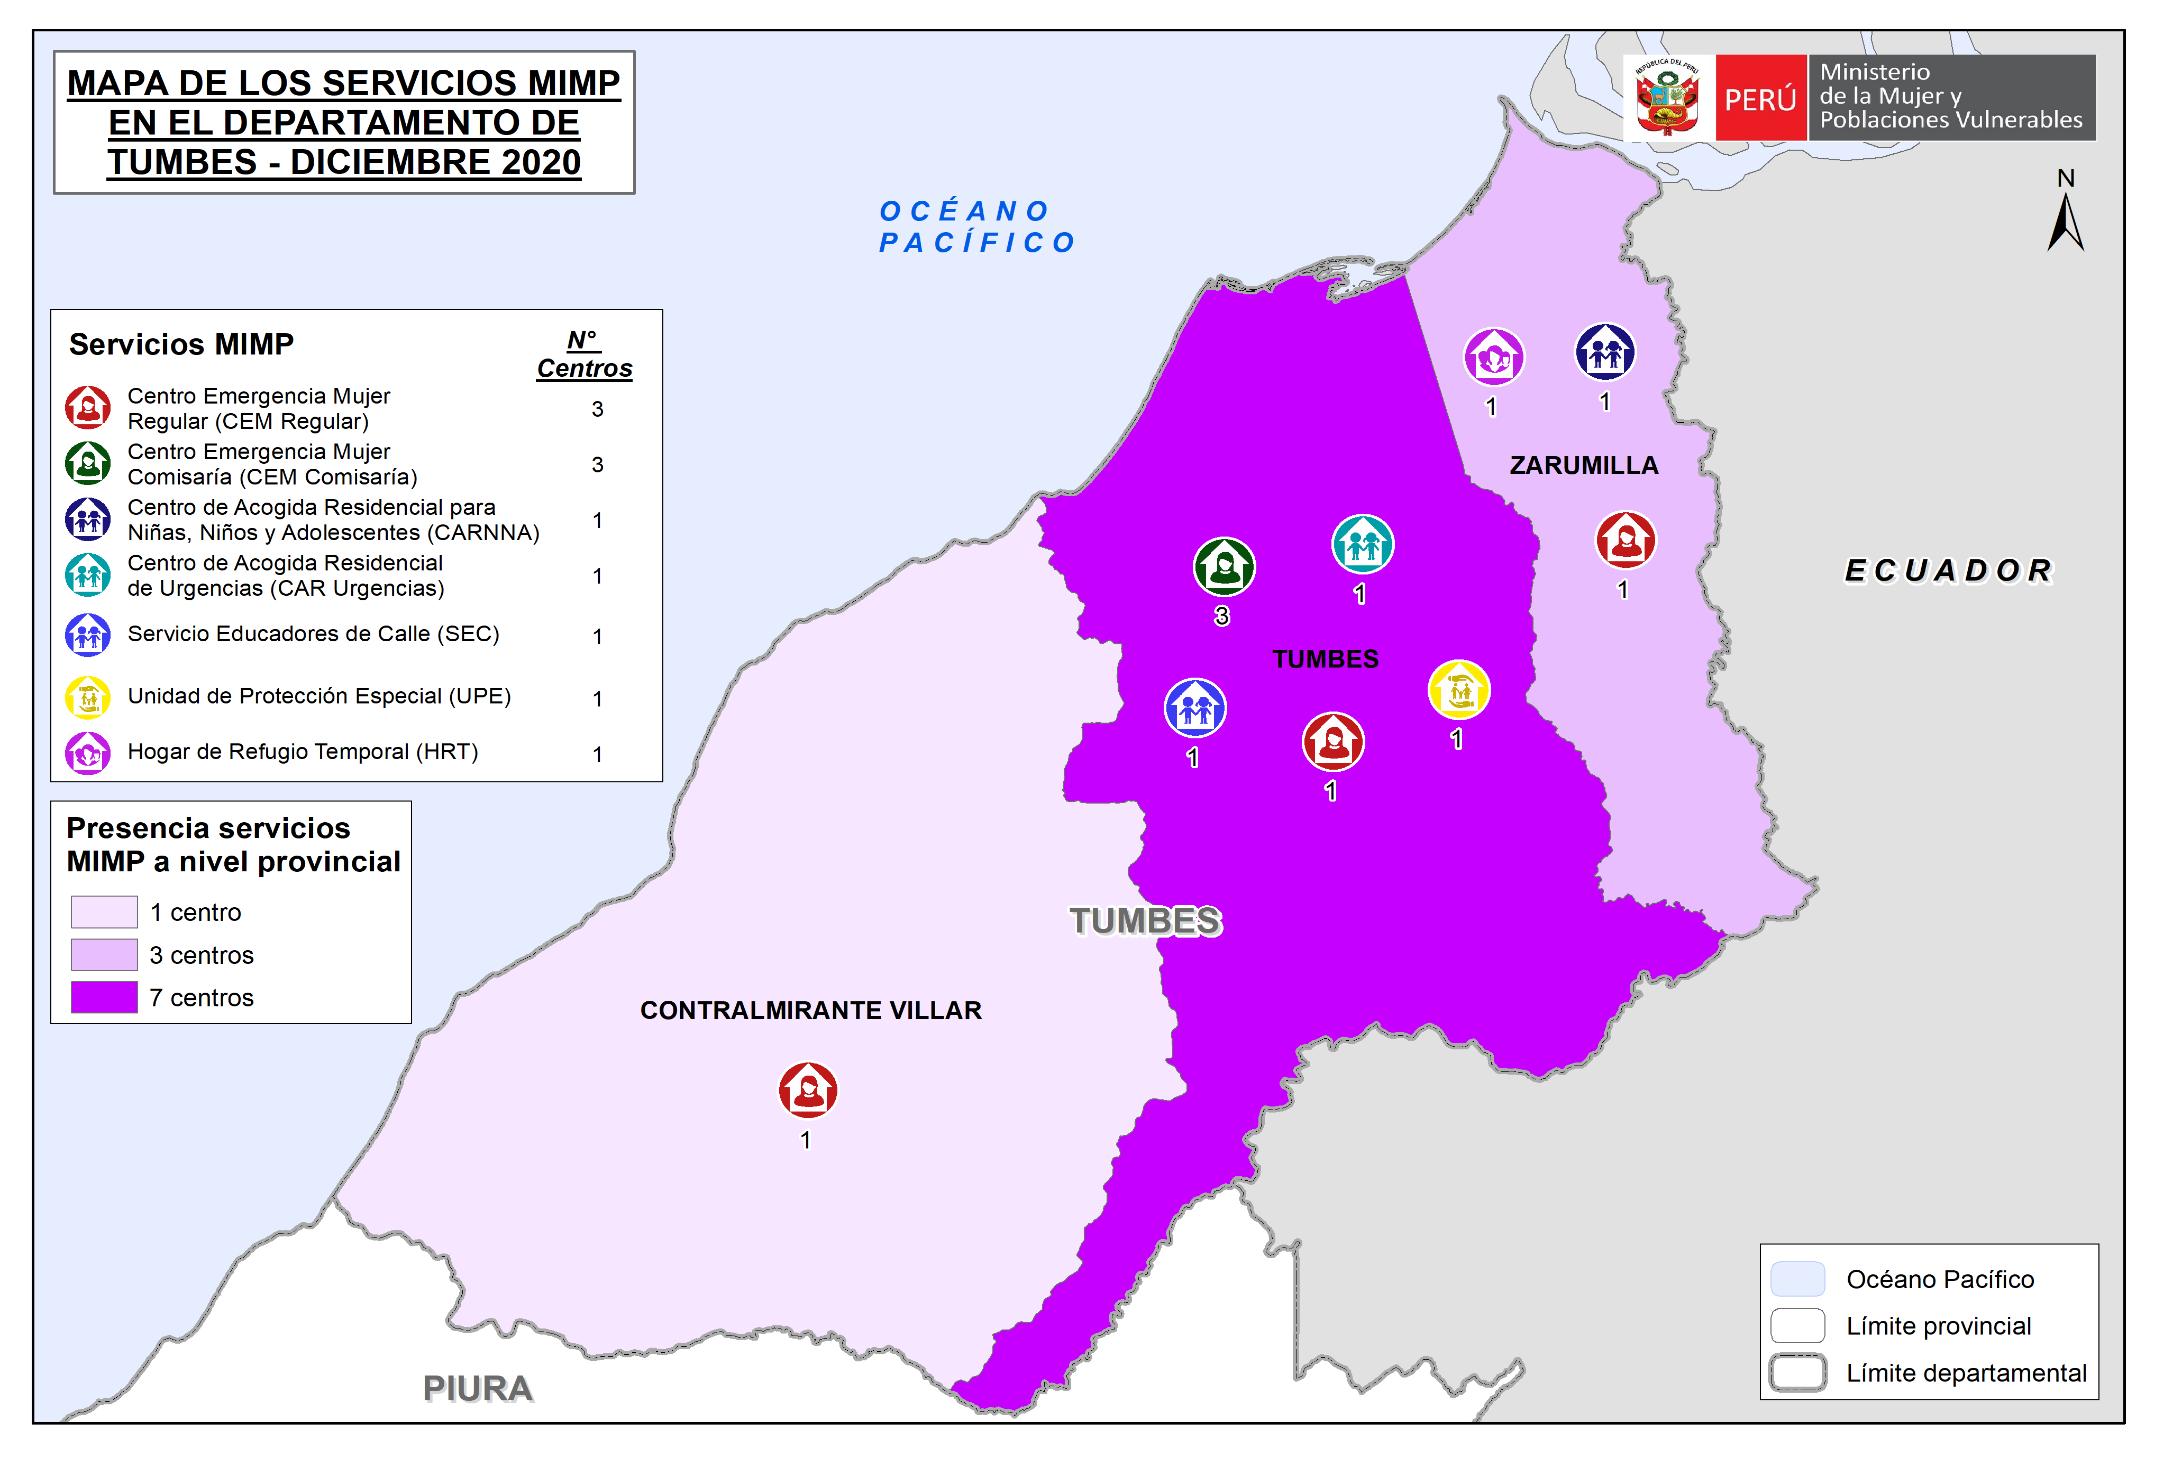 MAPA DE LOS SERVICIOS MIMP
EN EL DEPARTAMENTO DE
TUMBES - DICIEMBRE 2020
REPÚBLICA DEL PERÚ
PERÚ
Ministerio
de la Mujer y
Poblaciones Vulnerables
N
OCÉANO
PACÍFICO
Servicios MIMP
N°
Centros
Centro Emergencia Mujer
Regular (CEM Regular)
3
Centro Emergencia Mujer
Comisaría (CEM Comisaría)
3
Centro de Acogida Residencial para
Niñas, Niños y Adolescentes (CARNNA)
1
Centro de Acogida Residencial
de Urgencias (CAR Urgencias)
1
Servicio Educadores de Calle (SEC)
1
Unidad de Protección Especial (UPE)
1
Hogar de Refugio Temporal (HRT)
1
Presencia servicios
MIMP a nivel provincial
1 centro
3 centros
7 centros
1
1
ZARUMILLA
1
ECUADOR
3
1
TUMBES
1
1
1
TUMBES
CONTRALMIRANTE VILLAR
1
PIURA
Océano Pacífico
Límite provincial
Límite departamental